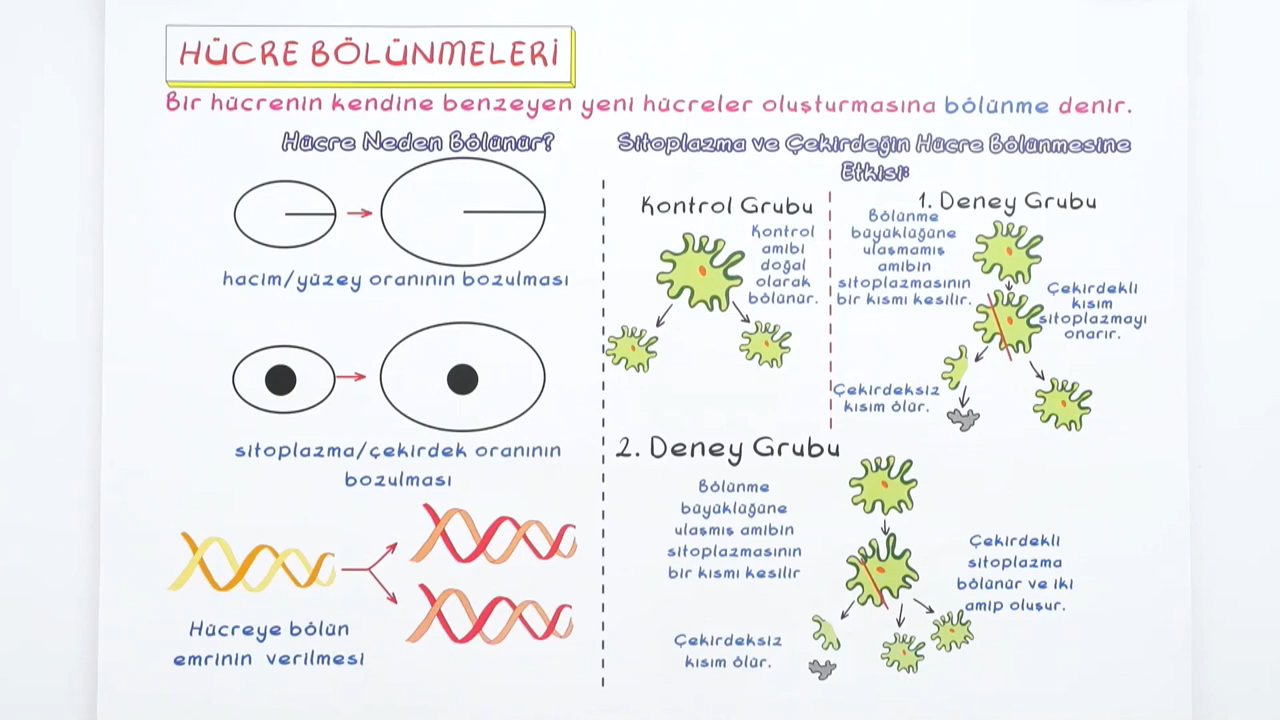 HÜCRE BÖLÜNMELERİ
Bir hücrenin kendine benzeyen yeni hücreler oluşturmasına bölünme denir.
Hücre Neden Bölünür?
hacim/yüzey oranının bozulması
sitoplazma/çekirdek oranının
bozulması
Hücreye bölün
emrinin verilmesi
Sitoplazma ve Çekirdeğin Hücre Bölünmesine
Etkisi:
Kontrol Grubu
Kontrol
amibi
doğal
olarak
bölünür.
1. Deney Grubu
Bölünme
büyüklüğüne
ulaşmamış
amibin
sitoplazmasının
bir kısmı kesilir.
Çekirdekli
kısım
sitoplazmayı
onarır.
Çekirdeksiz
kısım ölür.
2. Deney Grubu
Bölünme
büyüklüğüne
ulaşmış amibin
sitoplazmasının
bir kısmı kesilir
Çekirdekli
sitoplazma
bölünür ve iki
amip oluşur.
Çekirdeksiz
kısım ölür.